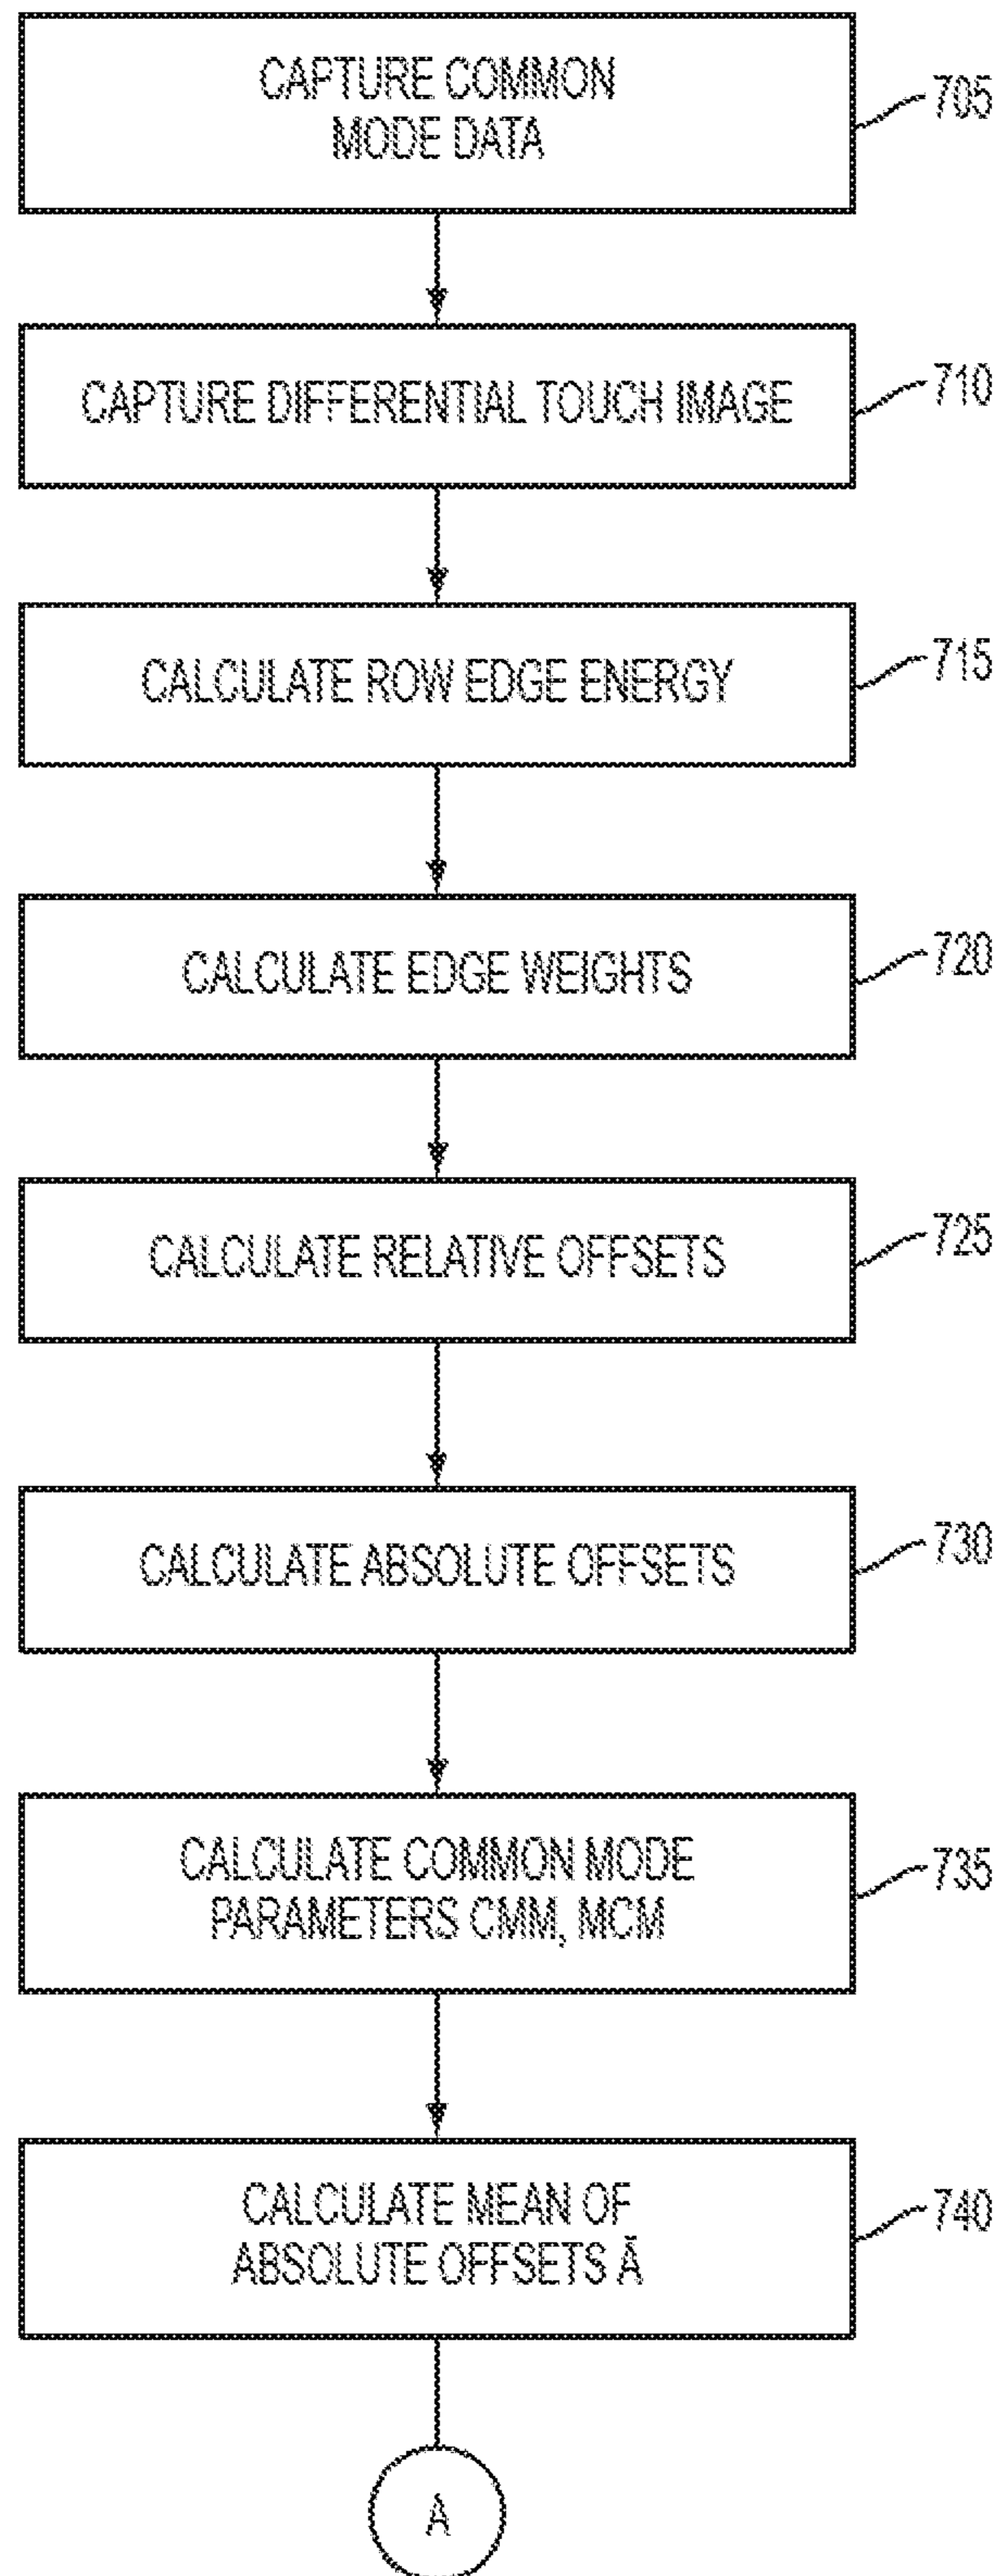 CAPTURE COMMON
MODE DATA
705
CAPTURE DIFFERENTIAL TOUCH IMAGE
710
CALCULATE ROW EDGE ENERGY
715
CALCULATE EDGE WEIGHTS
720
CALCULATE RELATIVE OFFSETS
725
CALCULATE ABSOLUTE OFFSETS
730
CALCULATE COMMON MODE
PARAMETERS CMM, MCM
735
CALCULATE MEAN OF
ABSOLUTE OFFSETS Ā
740
A